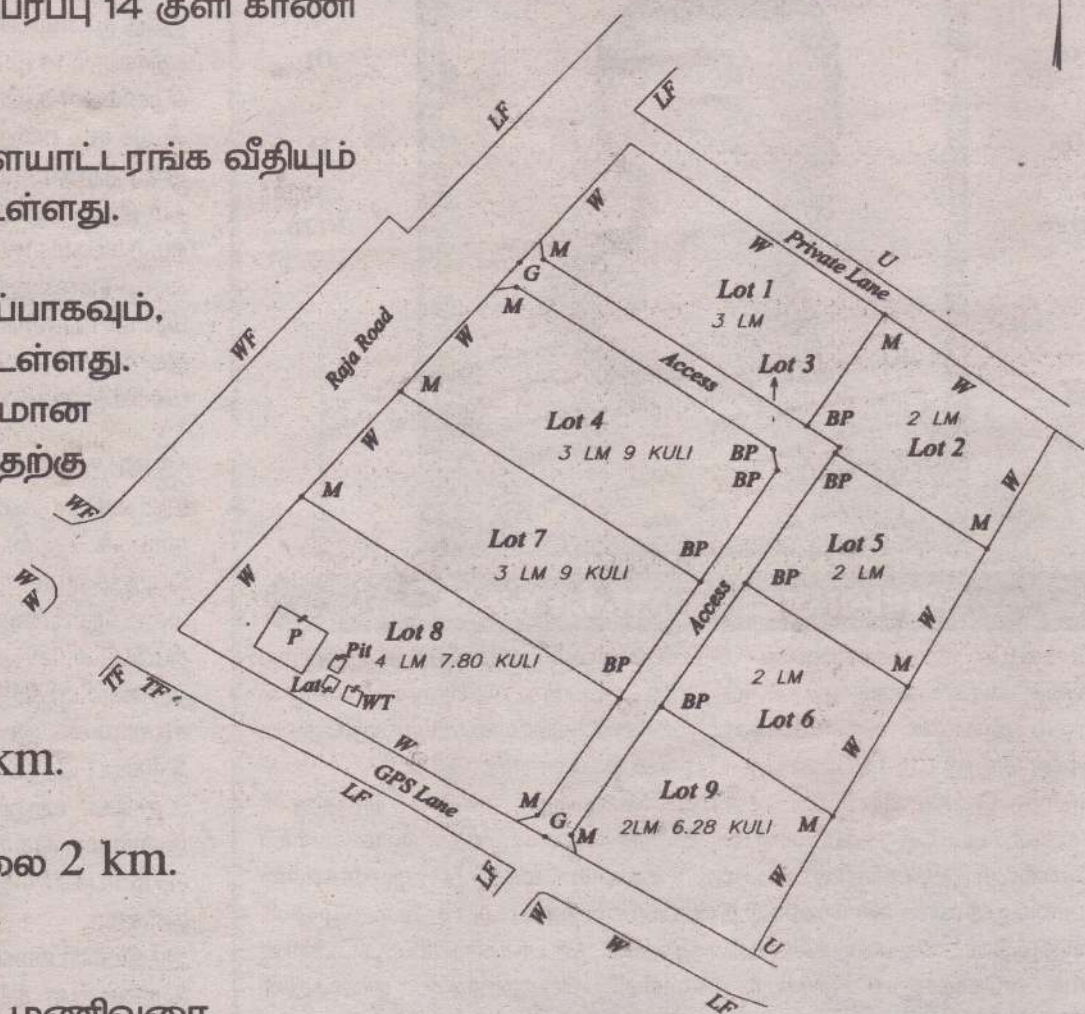 பரப்பு 14 குளி காணி
ளயாட்டரங்க வீதியும்
உள்ளது.
ப்பாகவும்,
உள்ளது.
மான
தற்கு
km.
லை 2 km.
LF
LF
W
W
Private Lane
U
M
G
M
Lot 1
3 LM
WF
Raja Road
W
Access
Lot 3
M
W
M
Lot 4
3 LM 9 KULI
BP
BP
BP
BP
2 LM
Lot 2
W
W
WF
M
Lot 7
3 LM 9 KULI
BP
Lot 5
2 LM
M
W
W
W
BP
Access
W
P
Pit
Lot 8
4 LM 7.80 KULI
Lat
WT
BP
2 LM
M
BP
Lot 6
TF
TF
W
GPS Lane
LF
W
Lot 9
2LM 6.28 KULI
M
M
G
M
LF
W
W
W
U
LF